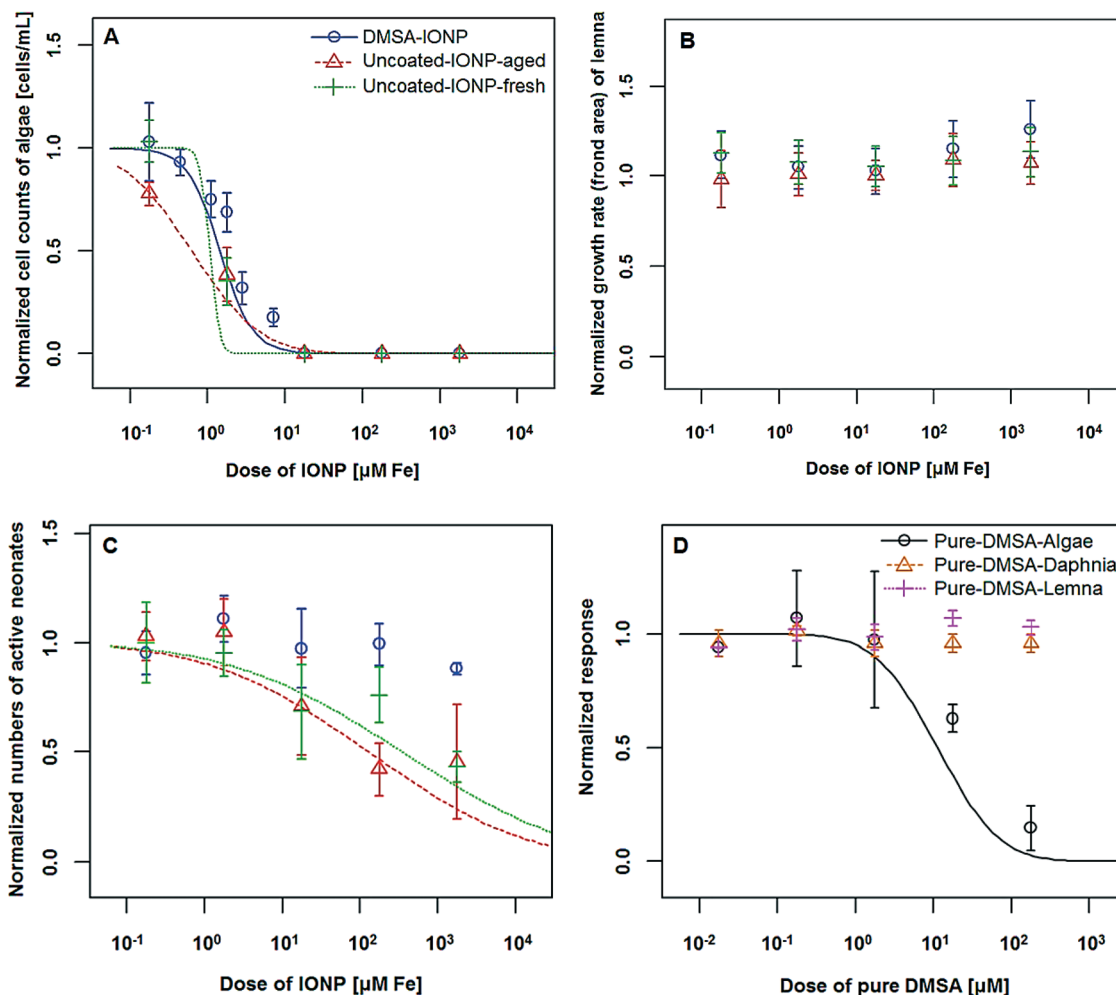 A
DMSA-IONP
Uncoated-IONP-aged
Uncoated-IONP-fresh
Normalized cell counts of algae [cells/mL]
1.5
1.0
0.5
0.0
10⁻¹ 10⁰ 10¹ 10² 10³ 10⁴
Dose of IONP [µM Fe]
B
Normalized growth rate (frond area) of lemna
1.5
1.0
0.5
0.0
10⁻¹ 10⁰ 10¹ 10² 10³ 10⁴
Dose of IONP [µM Fe]
C
Normalized numbers of active neonates
1.5
1.0
0.5
0.0
10⁻¹ 10⁰ 10¹ 10² 10³ 10⁴
Dose of IONP [µM Fe]
D
Pure-DMSA-Algae
Pure-DMSA-Daphnia
Pure-DMSA-Lemna
Normalized response
1.5
1.0
0.5
0.0
10⁻² 10⁻¹ 10⁰ 10¹ 10² 10³
Dose of pure DMSA [µM]